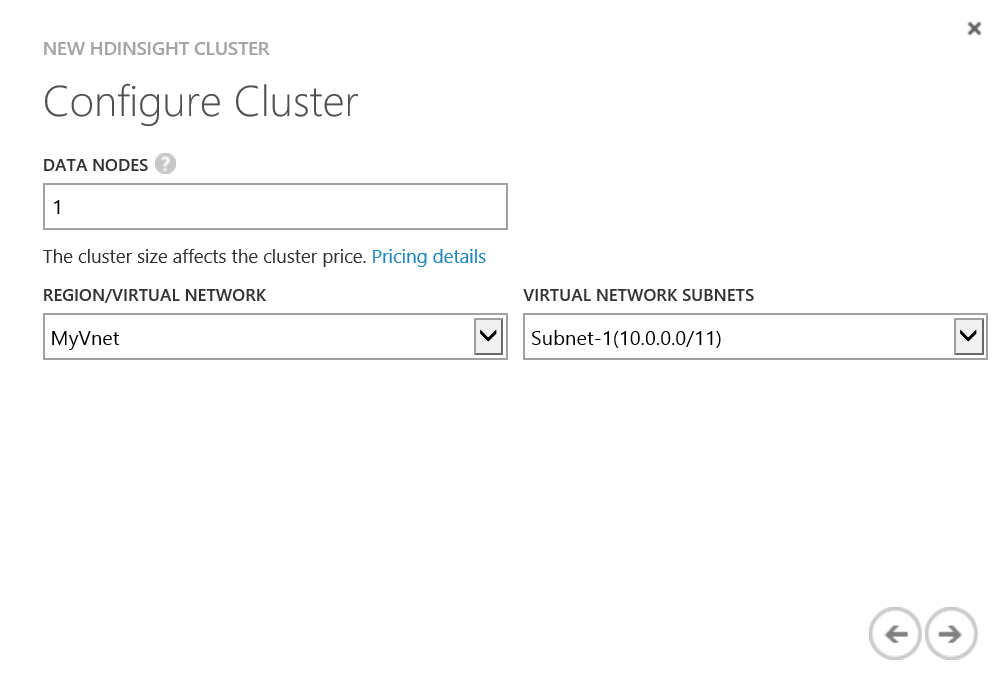 NEW HDINSIGHT CLUSTER
Configure Cluster
DATA NODES ?
1
The cluster size affects the cluster price. Pricing details
REGION/VIRTUAL NETWORK
MyVnet
VIRTUAL NETWORK SUBNETS
Subnet-1(10.0.0.0/11)